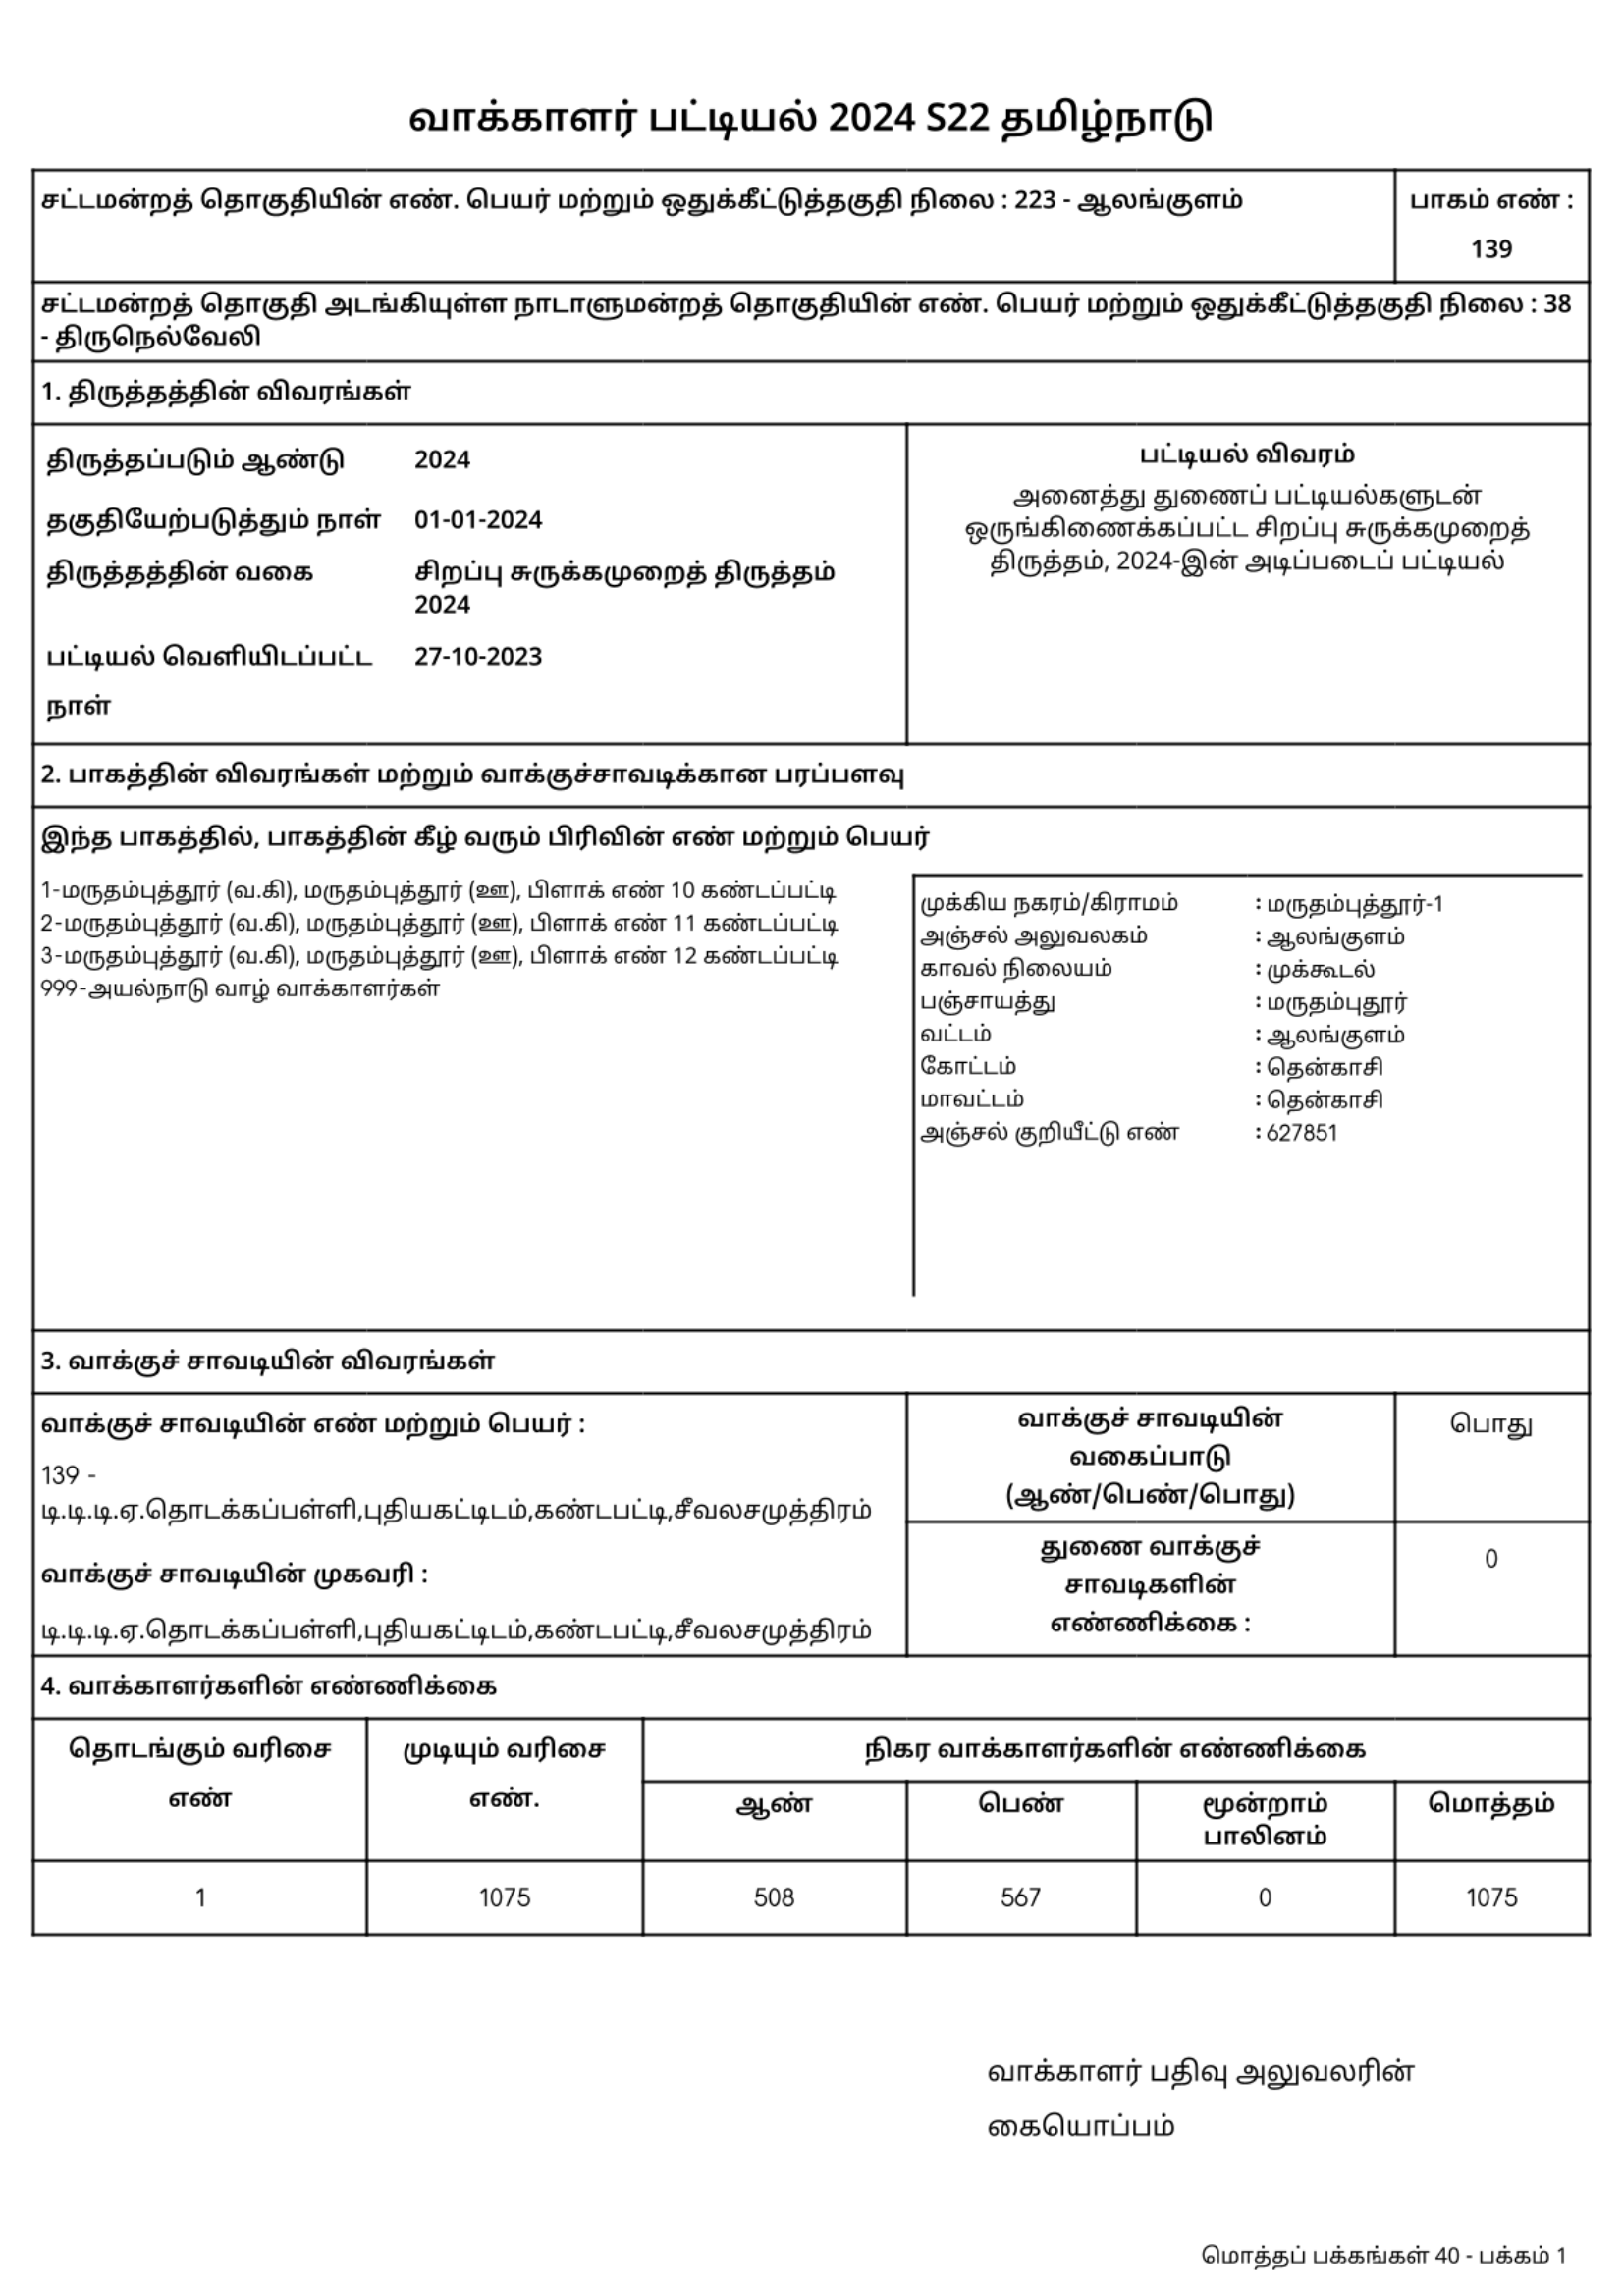 வாக்காளர் பட்டியல் 2024 S22 தமிழ்நாடு
சட்டமன்றத் தொகுதியின் எண். பெயர் மற்றும் ஒதுக்கீட்டுத்தகுதி நிலை : 223 - ஆலங்குளம்
பாகம் எண் :
139
சட்டமன்றத் தொகுதி அடங்கியுள்ள நாடாளுமன்றத் தொகுதியின் எண். பெயர் மற்றும் ஒதுக்கீட்டுத்தகுதி நிலை : 38
- திருநெல்வேலி
1. திருத்தத்தின் விவரங்கள்
திருத்தப்படும் ஆண்டு 2024
தகுதியேற்படுத்தும் நாள் 01-01-2024
திருத்தத்தின் வகை சிறப்பு சுருக்கமுறைத் திருத்தம்
2024
பட்டியல் வெளியிடப்பட்ட 27-10-2023
நாள்
பட்டியல் விவரம்
அனைத்து துணைப் பட்டியல்களுடன்
ஒருங்கிணைக்கப்பட்ட சிறப்பு சுருக்கமுறைத்
திருத்தம், 2024-இன் அடிப்படைப் பட்டியல்
2. பாகத்தின் விவரங்கள் மற்றும் வாக்குச்சாவடிக்கான பரப்பளவு
இந்த பாகத்தில், பாகத்தின் கீழ் வரும் பிரிவின் எண் மற்றும் பெயர்
1-மருதம்புத்தூர் (வ.கி), மருதம்புத்தூர் (ஊ), பிளாக் எண் 10 கண்டப்பட்டி
2-மருதம்புத்தூர் (வ.கி), மருதம்புத்தூர் (ஊ), பிளாக் எண் 11 கண்டப்பட்டி
3-மருதம்புத்தூர் (வ.கி), மருதம்புத்தூர் (ஊ), பிளாக் எண் 12 கண்டப்பட்டி
999-அயல்நாடு வாழ் வாக்காளர்கள்
முக்கிய நகரம்/கிராமம் : மருதம்புத்தூர்-1
அஞ்சல் அலுவலகம் : ஆலங்குளம்
காவல் நிலையம் : முக்கூடல்
பஞ்சாயத்து : மருதம்புதூர்
வட்டம் : ஆலங்குளம்
கோட்டம் : தென்காசி
மாவட்டம் : தென்காசி
அஞ்சல் குறியீட்டு எண் : 627851
3. வாக்குச் சாவடியின் விவரங்கள்
வாக்குச் சாவடியின் எண் மற்றும் பெயர் :
139 -
டி.டி.டி.ஏ.தொடக்கப்பள்ளி,புதியகட்டிடம்,கண்டபட்டி,சீவலசமுத்திரம்
வாக்குச் சாவடியின் முகவரி :
டி.டி.டி.ஏ.தொடக்கப்பள்ளி,புதியகட்டிடம்,கண்டபட்டி,சீவலசமுத்திரம்
வாக்குச் சாவடியின்
வகைப்பாடு
(ஆண்/பெண்/பொது)
பொது
துணை வாக்குச்
சாவடிகளின்
எண்ணிக்கை :
0
4. வாக்காளர்களின் எண்ணிக்கை
தொடங்கும் வரிசை
எண்
முடியும் வரிசை
எண்.
நிகர வாக்காளர்களின் எண்ணிக்கை
ஆண்
பெண்
மூன்றாம்
பாலினம்
மொத்தம்
1 1075 508 567 0 1075
வாக்காளர் பதிவு அலுவலரின்
கையொப்பம்
மொத்தப் பக்கங்கள் 40 - பக்கம் 1